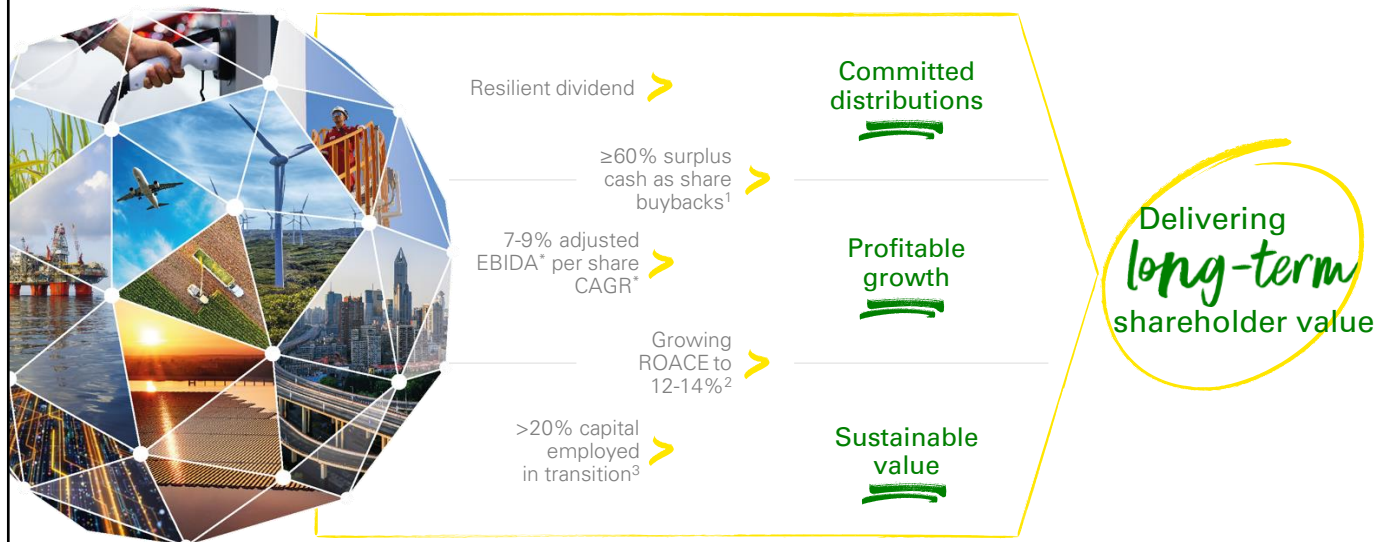 Resilient dividend
Committed
distributions
≥60% surplus
cash as share
buybacks¹
7-9% adjusted
EBIDA* per share
CAGR*
Profitable
growth
Growing
ROACE to
12-14%²
>20% capital
employed
in transition³
Sustainable
value
Delivering
long-term
shareholder value